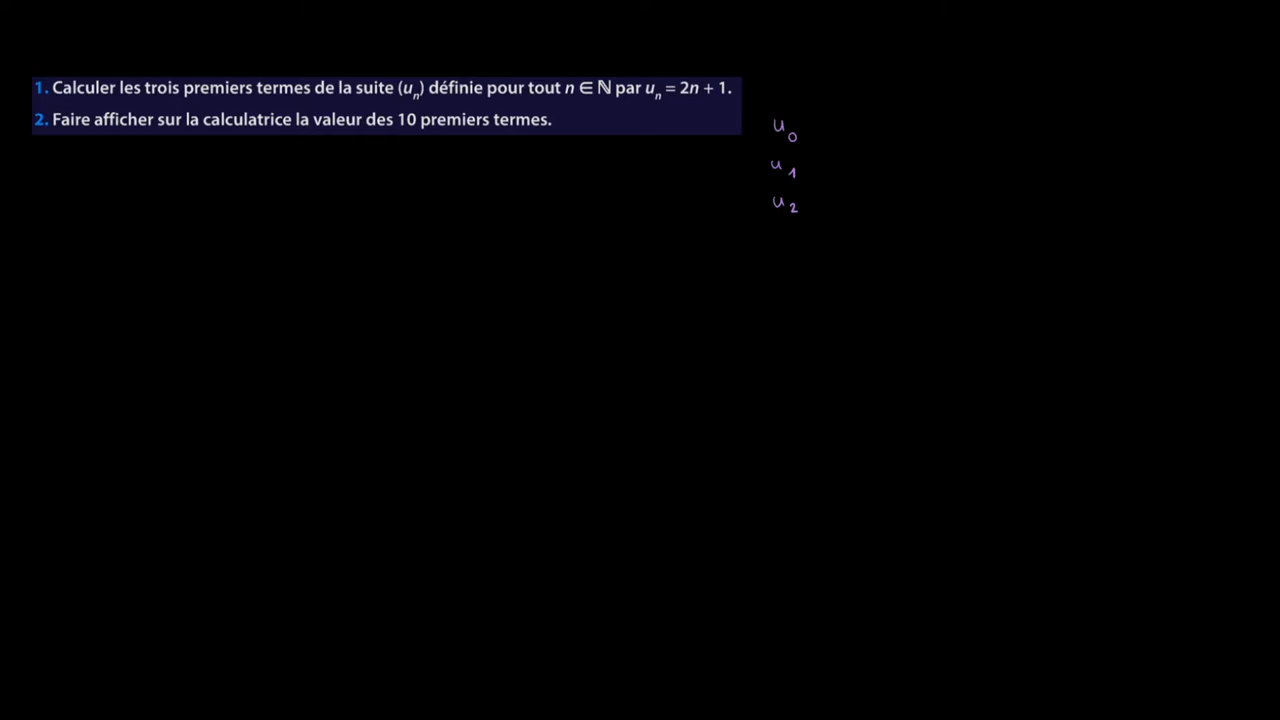 1. Calculer les trois premiers termes de la suite (uₙ) définie pour tout n ∈ ℕ par uₙ = 2n + 1.
2. Faire afficher sur la calculatrice la valeur des 10 premiers termes.
u₀
u₁
u₂